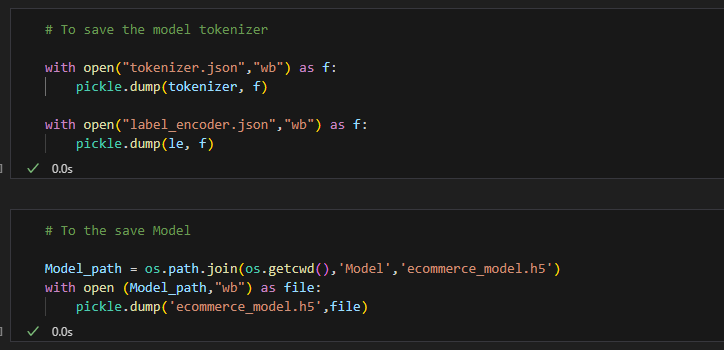 # To save the model tokenizer
with open("tokenizer.json","wb") as f:
    pickle.dump(tokenizer, f)
with open("label_encoder.json","wb") as f:
    pickle.dump(le, f)
]
✓ 0.0s
# To the save Model
Model_path = os.path.join(os.getcwd(),'Model','ecommerce_model.h5')
with open (Model_path,"wb") as file:
    pickle.dump('ecommerce_model.h5',file)
]
✓ 0.0s